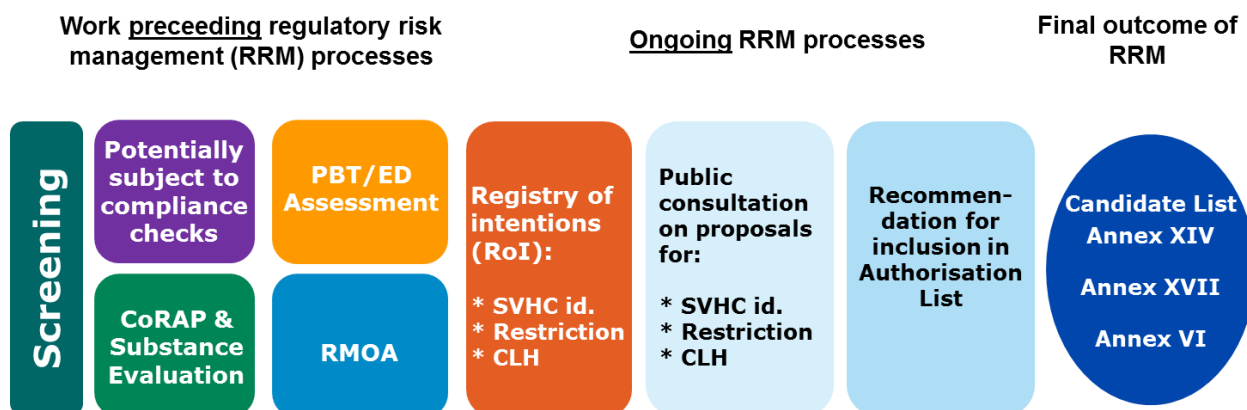 Work preceeding regulatory risk
management (RRM) processes
Ongoing RRM processes
Final outcome of
RRM
Screening
Potentially
subject to
compliance
checks
PBT/ED
Assessment
CoRAP &
Substance
Evaluation
RMOA
Registry of
intentions
(RoI):
* SVHC id.
* Restriction
* CLH
Public
consultation
on proposals
for:
* SVHC id.
* Restriction
* CLH
Recommen-
dation for
inclusion in
Authorisation
List
Candidate List
Annex XIV
Annex XVII
Annex VI